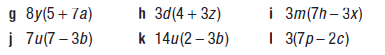 g 8y(5 + 7a) h 3d(4 + 3z) i 3m(7h – 3x)
j 7u(7 – 3b) k 14u(2 – 3b) l 3(7p – 2c)